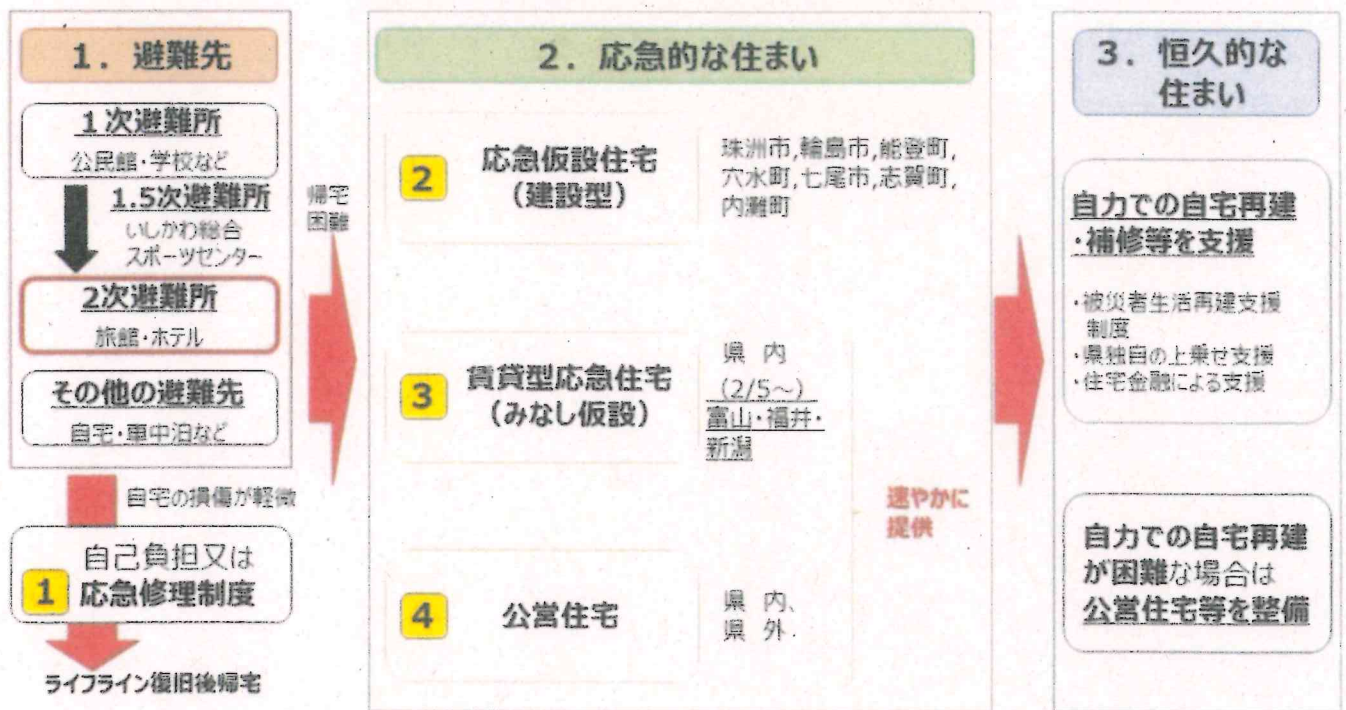 1. 避難先
1次避難所
公民館・学校など
1.5次避難所
いしかわ総合
スポーツセンター
2次避難所
旅館・ホテル
その他の避難先
自宅・車中泊など
帰宅
困難
自宅の損傷が軽微
自己負担又は
1 応急修理制度
ライフライン復旧後帰宅
2. 応急的な住まい
2
応急仮設住宅
(建設型)
珠洲市,輪島市,能登町,
穴水町,七尾市,志賀町,
内灘町
3
賃貸型応急住宅
(みなし仮設)
県 内
(2/5~)
富山・福井・
新潟
4
公営住宅
県 内、
県 外
速やかに
提供
3. 恒久的な
住まい
自力での自宅再建
・補修等を支援
・被災者生活再建支援
制度
・県独自の上乗せ支援
・住宅金融による支援
自力での自宅再建
が困難な場合は
公営住宅等を整備